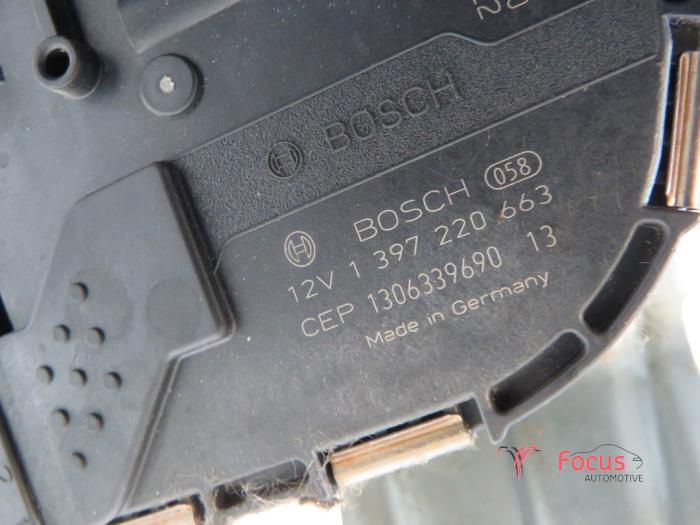 BOSCH
BOSCH 058
12V 1 397 220 663
CEP 1306339690 13
Made in Germany
Focus
AUTOMOTIVE